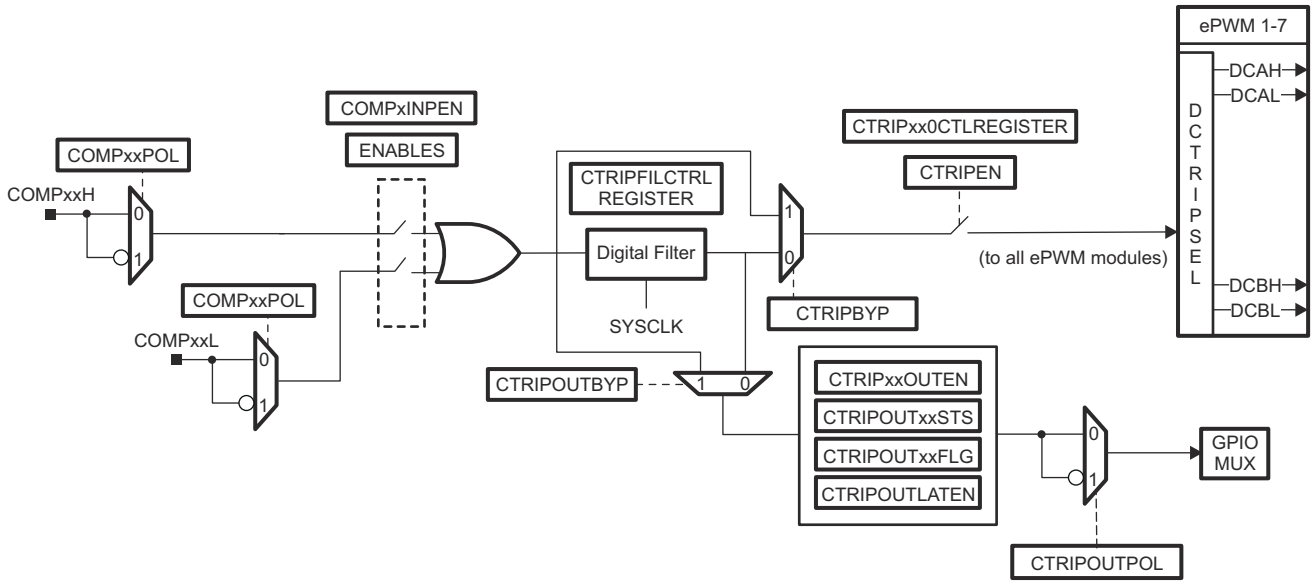 ePWM 1-7
DCAH
DCAL
DCTRIPSEL
DCBH
DCBL
COMPxINPEN
ENABLES
COMPxxPOL
COMPxxH
0
1
COMPxxPOL
COMPxxL
0
1
CTRIPFILCTRL
REGISTER
Digital Filter
SYSCLK
1
0
CTRIPBYP
CTRIPxx0CTLREGISTER
CTRIPEN
(to all ePWM modules)
CTRIPOUTBYP
1 0
CTRIPxxOUTEN
CTRIPOUTxxSTS
CTRIPOUTxxFLG
CTRIPOUTLATEN
0
1
CTRIPOUTPOL
GPIO
MUX